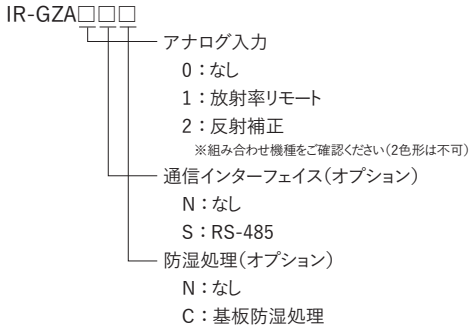 IR-GZA□□□
アナログ入力
0：なし
1：放射率リモート
2：反射補正
※組み合わせ機種をご確認ください（2色形は不可）
通信インターフェイス（オプション）
N：なし
S：RS-485
防湿処理（オプション）
N：なし
C：基板防湿処理